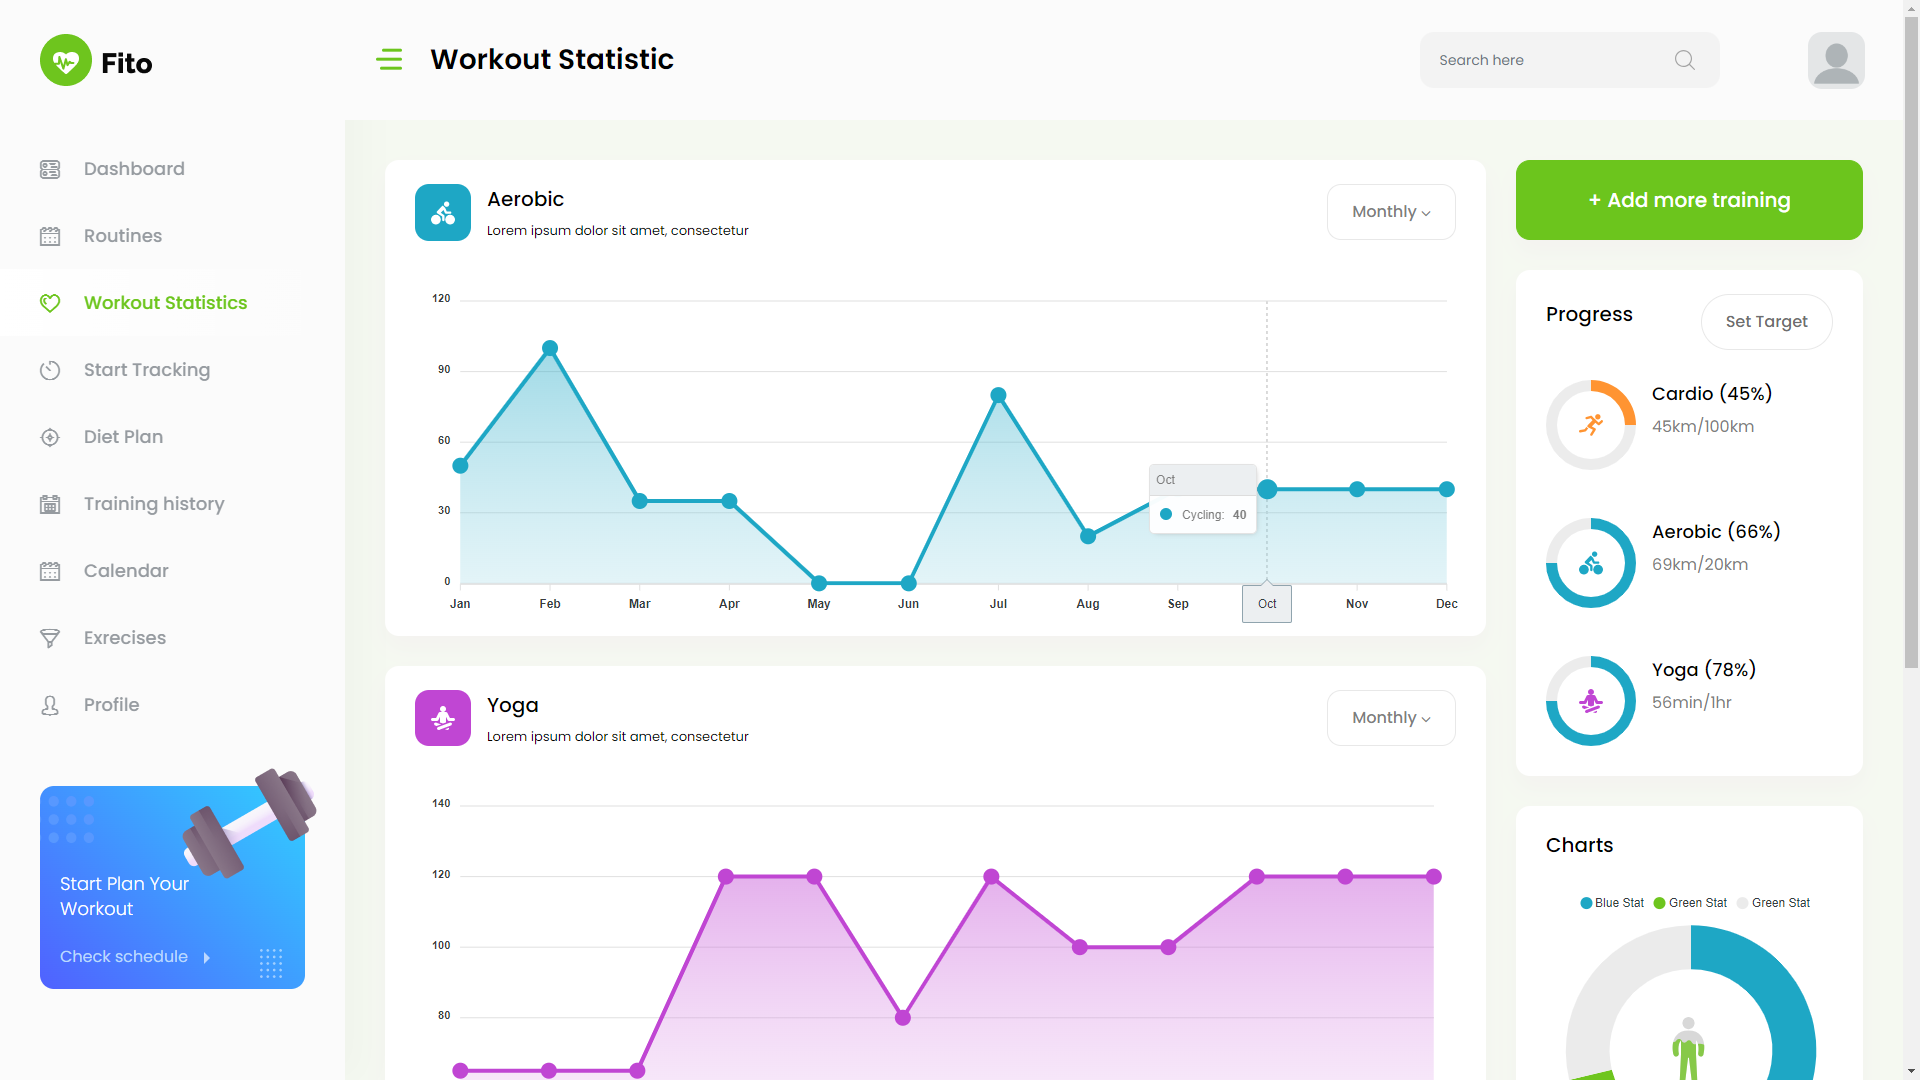 Fito
Workout Statistic
Search here
Dashboard
Routines
Workout Statistics
Start Tracking
Diet Plan
Training history
Calendar
Exrecises
Profile
Start Plan Your
Workout
Check schedule
Aerobic
Lorem ipsum dolor sit amet, consectetur
Monthly
120
90
60
30
0
Oct
Cycling: 40
Jan Feb Mar Apr May Jun Jul Aug Sep Oct Nov Dec
Yoga
Lorem ipsum dolor sit amet, consectetur
Monthly
140
120
100
80
+ Add more training
Progress
Set Target
Cardio (45%)
45km/100km
Aerobic (66%)
69km/20km
Yoga (78%)
56min/1hr
Charts
Blue Stat Green Stat Green Stat